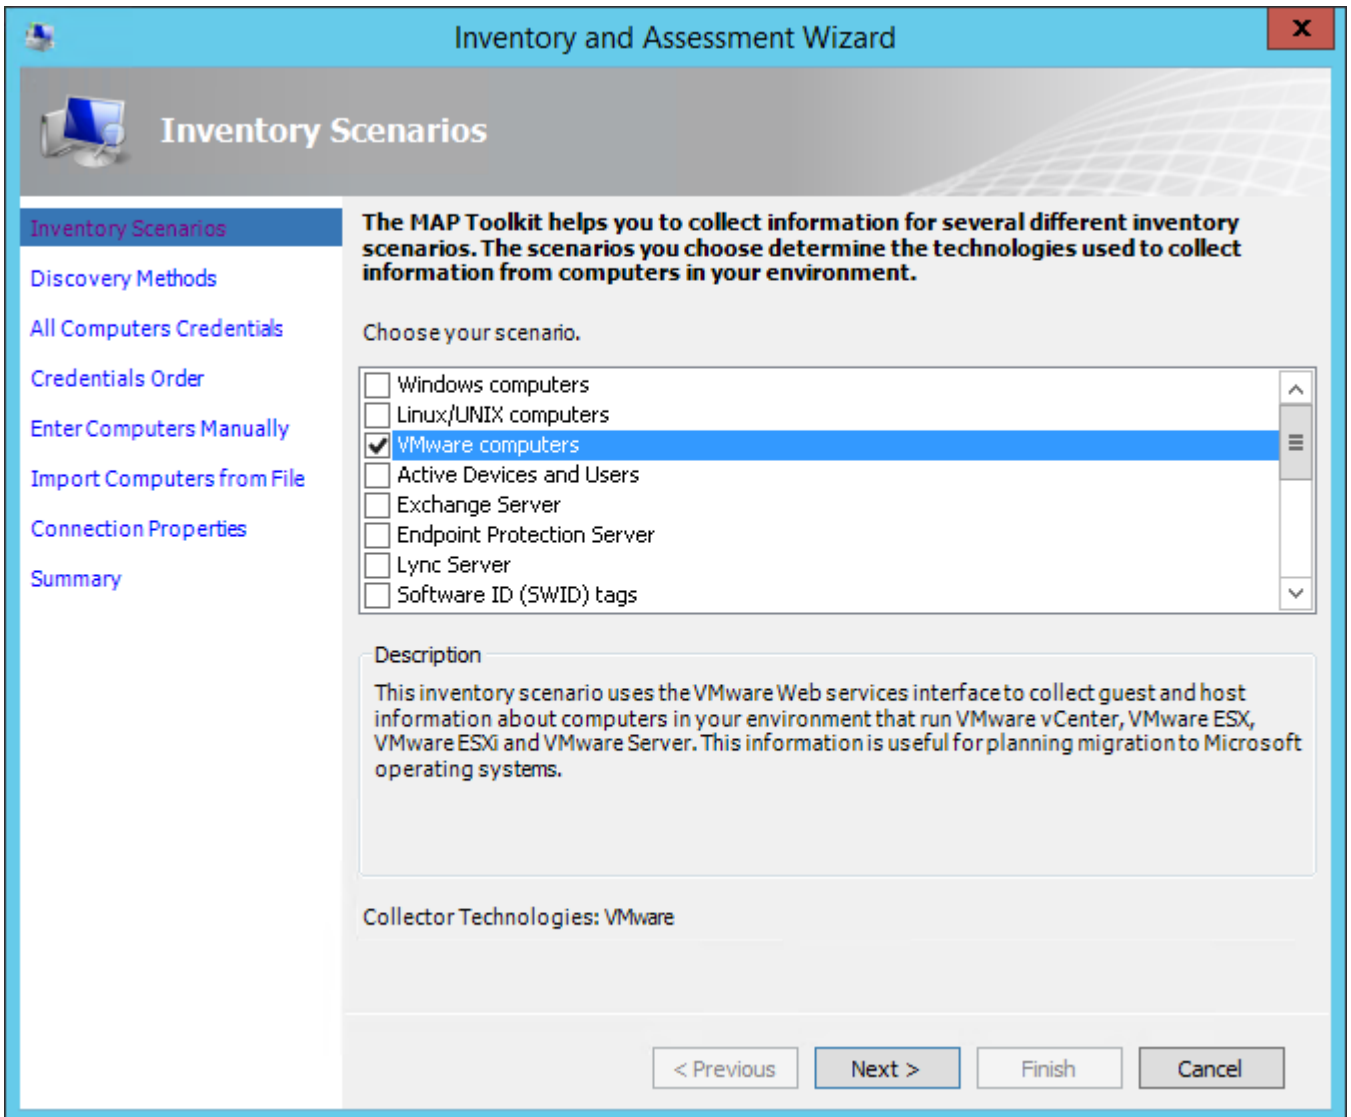 Inventory and Assessment Wizard
X
Inventory Scenarios
Inventory Scenarios
Discovery Methods
All Computers Credentials
Credentials Order
Enter Computers Manually
Import Computers from File
Connection Properties
Summary
The MAP Toolkit helps you to collect information for several different inventory
scenarios. The scenarios you choose determine the technologies used to collect
information from computers in your environment.
Choose your scenario.
Windows computers
Linux/UNIX computers
VMware computers
Active Devices and Users
Exchange Server
Endpoint Protection Server
Lync Server
Software ID (SWID) tags
Description
This inventory scenario uses the VMware Web services interface to collect guest and host
information about computers in your environment that run VMware vCenter, VMware ESX,
VMware ESXi and VMware Server. This information is useful for planning migration to Microsoft
operating systems.
Collector Technologies: VMware
< Previous
Next >
Finish
Cancel